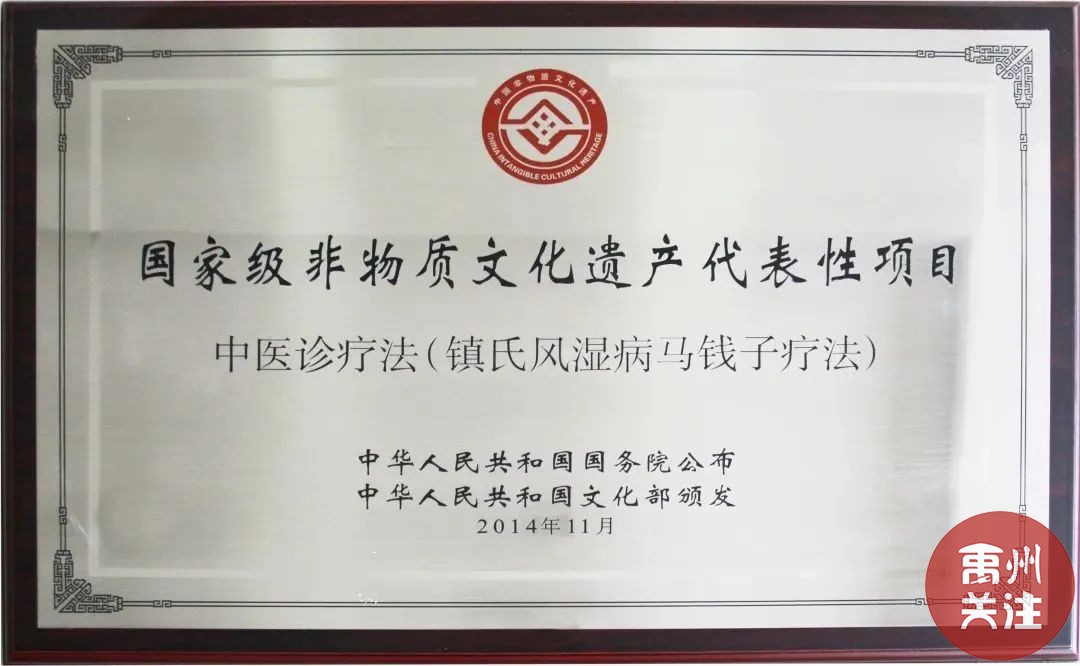 中国非物质文化遗产
CHINA INTANGIBLE CULTURAL HERITAGE
国家级非物质文化遗产代表性项目
中医诊疗法(镇氏风湿病马钱子疗法)
中华人民共和国国务院公布
中华人民共和国文化部颁发
2014年11月
禹州
关注